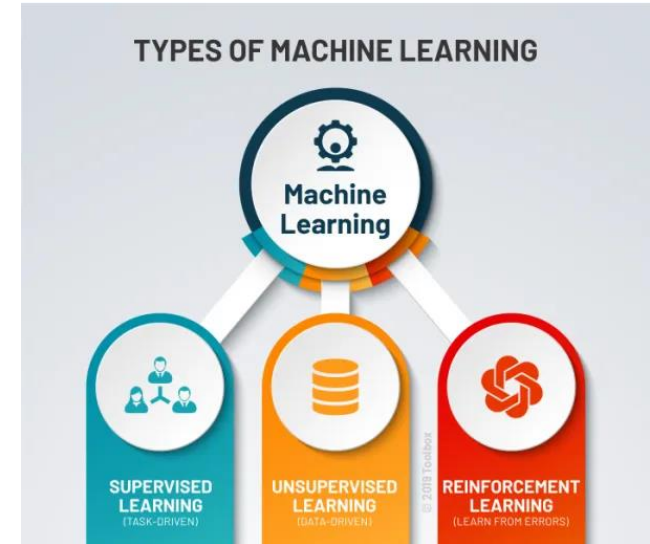 TYPES OF MACHINE LEARNING
Machine
Learning
SUPERVISED
LEARNING
(TASK-DRIVEN)
UNSUPERVISED
LEARNING
(DATA-DRIVEN)
© 2019 Toolbox
REINFORCEMENT
LEARNING
(LEARN FROM ERRORS)